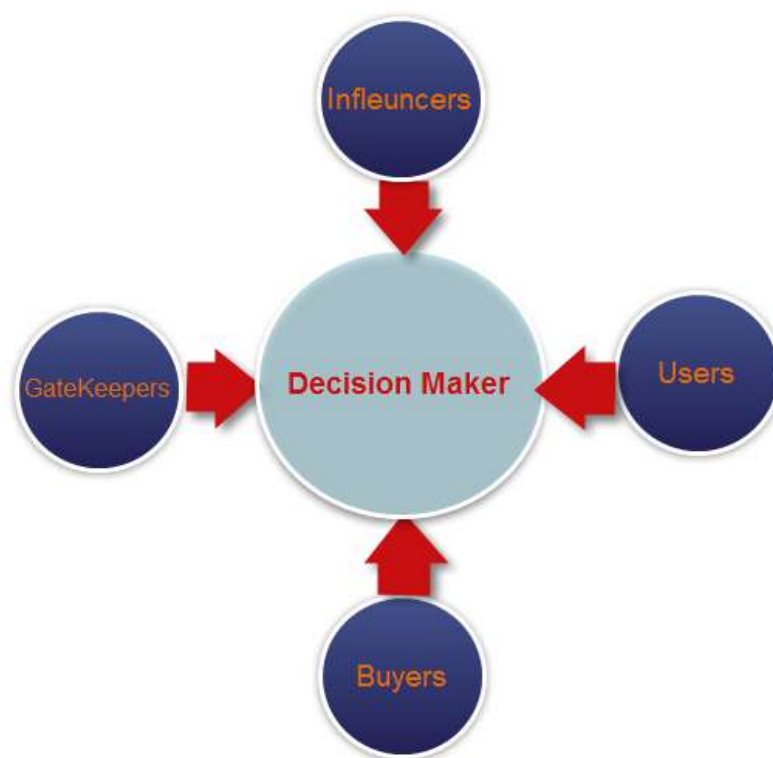 Infleuncers
GateKeepers
Decision Maker
Users
Buyers